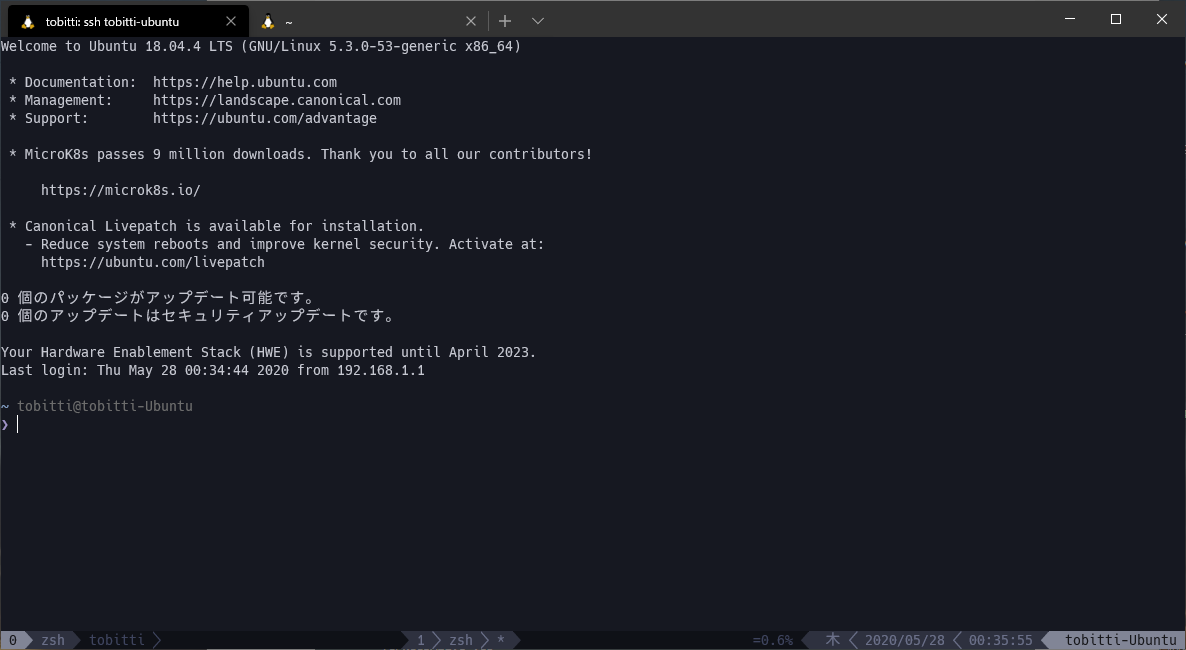 tobitti: ssh tobitti-ubuntu
~
Welcome to Ubuntu 18.04.4 LTS (GNU/Linux 5.3.0-53-generic x86_64)
* Documentation: https://help.ubuntu.com
* Management: https://landscape.canonical.com
* Support: https://ubuntu.com/advantage
* MicroK8s passes 9 million downloads. Thank you to all our contributors!
https://microk8s.io/
* Canonical Livepatch is available for installation.
- Reduce system reboots and improve kernel security. Activate at:
https://ubuntu.com/livepatch
0 個のパッケージがアップデート可能です。
0 個のアップデートはセキュリティアップデートです。
Your Hardware Enablement Stack (HWE) is supported until April 2023.
Last login: Thu May 28 00:34:44 2020 from 192.168.1.1
~ tobitti@tobitti-Ubuntu
❯
0 zsh tobitti 1 zsh * =0.6% 木 2020/05/28 00:35:55 tobitti-Ubuntu